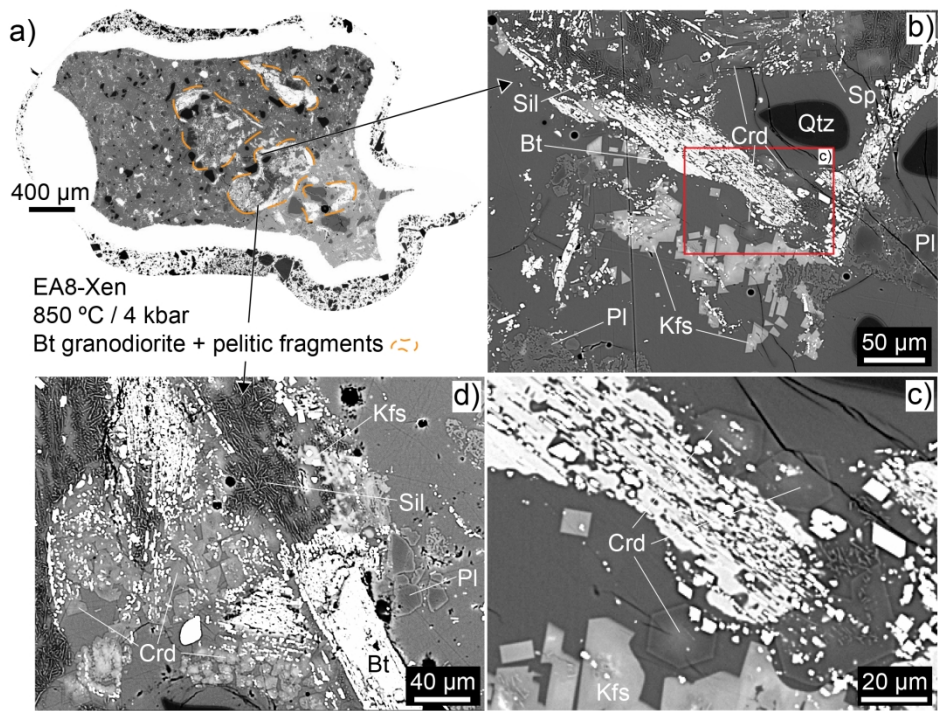 a)
400 µm
EA8-Xen
850 ºC / 4 kbar
Bt granodiorite + pelitic fragments
b)
Sil
Bt
Crd
Sp
Qtz
c)
Pl
Pl
Kfs
50 µm
d)
Kfs
Sil
Pl
Crd
Bt
40 µm
c)
Crd
Kfs
20 µm